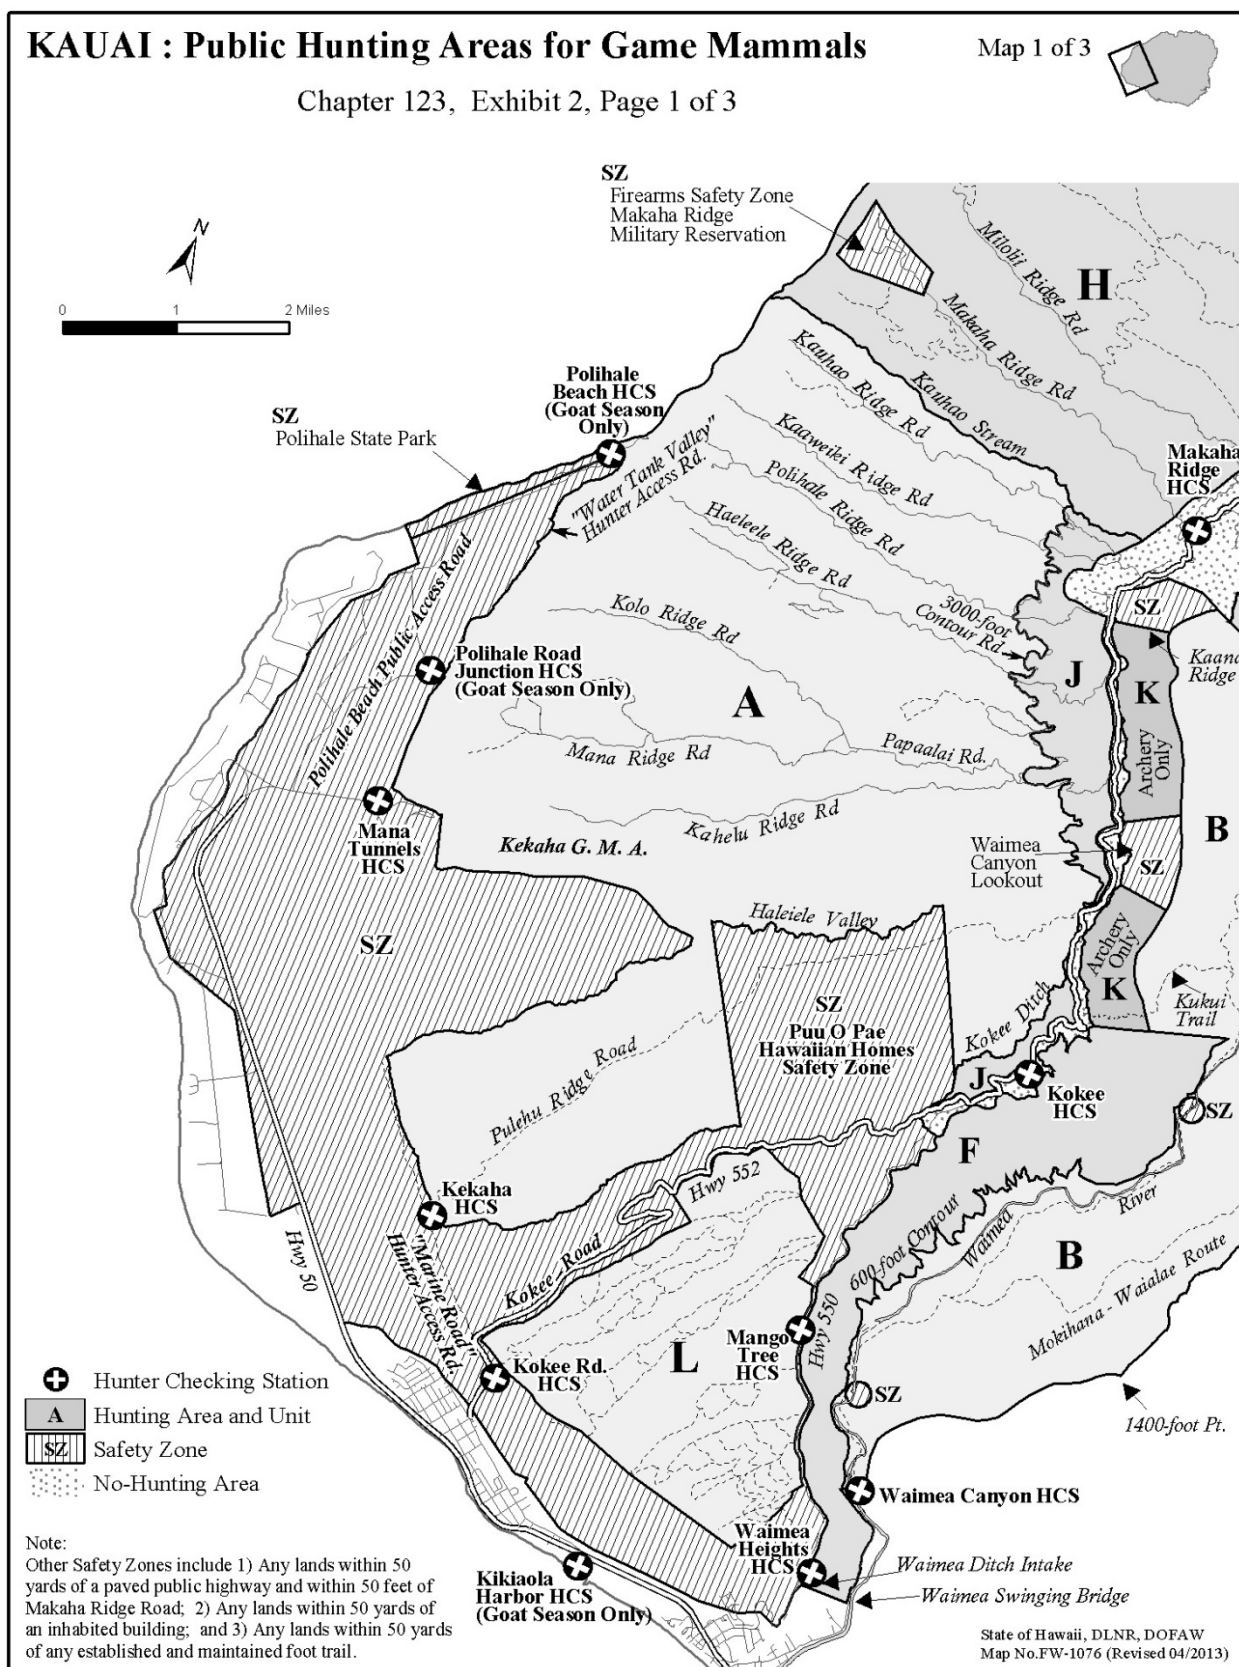 KAUAI : Public Hunting Areas for Game Mammals
Map 1 of 3
Chapter 123, Exhibit 2, Page 1 of 3
N
0
1
2 Miles
SZ
Firearms Safety Zone
Makaha Ridge
Military Reservation
H
Milolii Ridge Rd
Makaha Ridge Rd
Kauhao Ridge Rd
Kauhao Stream
Polihale
Beach HCS
(Goat Season
Only)
SZ
Polihale State Park
"Water Tank Valley"
Hunter Access Rd.
Kaaweiki Ridge Rd
Polihale Ridge Rd
Haeleele Ridge Rd
Makaha
Ridge
HCS
Polihale Beach Public Access Road
Kolo Ridge Rd
3000-foot
Contour Rd
SZ
Kaana
Ridge
Polihale Road
Junction HCS
(Goat Season Only)
A
J
K
Archery
Only
Mana Ridge Rd
Papaalai Rd.
Kahelu Ridge Rd
Mana
Tunnels
HCS
Kekaha G. M. A.
B
Waimea
Canyon
Lookout
SZ
Haleiele Valley
SZ
Archery
Only
K
Kukui
Trail
SZ
Puu O Pae
Hawaiian Homes
Safety Zone
Kokee Ditch
Pulehu Ridge Road
J
Kokee
HCS
SZ
F
Kekaha
HCS
Hwy 552
Hwy 50
"Marine Road"
Hunter Access Rd.
Kokee Road
600-foot Contour
Waimea
River
B
Mokihana - Waialae Route
Hwy 550
Mango
Tree
HCS
L
Kokee Rd.
HCS
SZ
1400-foot Pt.
Hunter Checking Station
A
Hunting Area and Unit
SZ
Safety Zone
No-Hunting Area
Waimea Canyon HCS
Waimea
Heights
HCS
Waimea Ditch Intake
Waimea Swinging Bridge
Kikiaola
Harbor HCS
(Goat Season Only)
Note:
Other Safety Zones include 1) Any lands within 50
yards of a paved public highway and within 50 feet of
Makaha Ridge Road; 2) Any lands within 50 yards of
an inhabited building; and 3) Any lands within 50 yards
of any established and maintained foot trail.
State of Hawaii, DLNR, DOFAW
Map No.FW-1076 (Revised 04/2013)